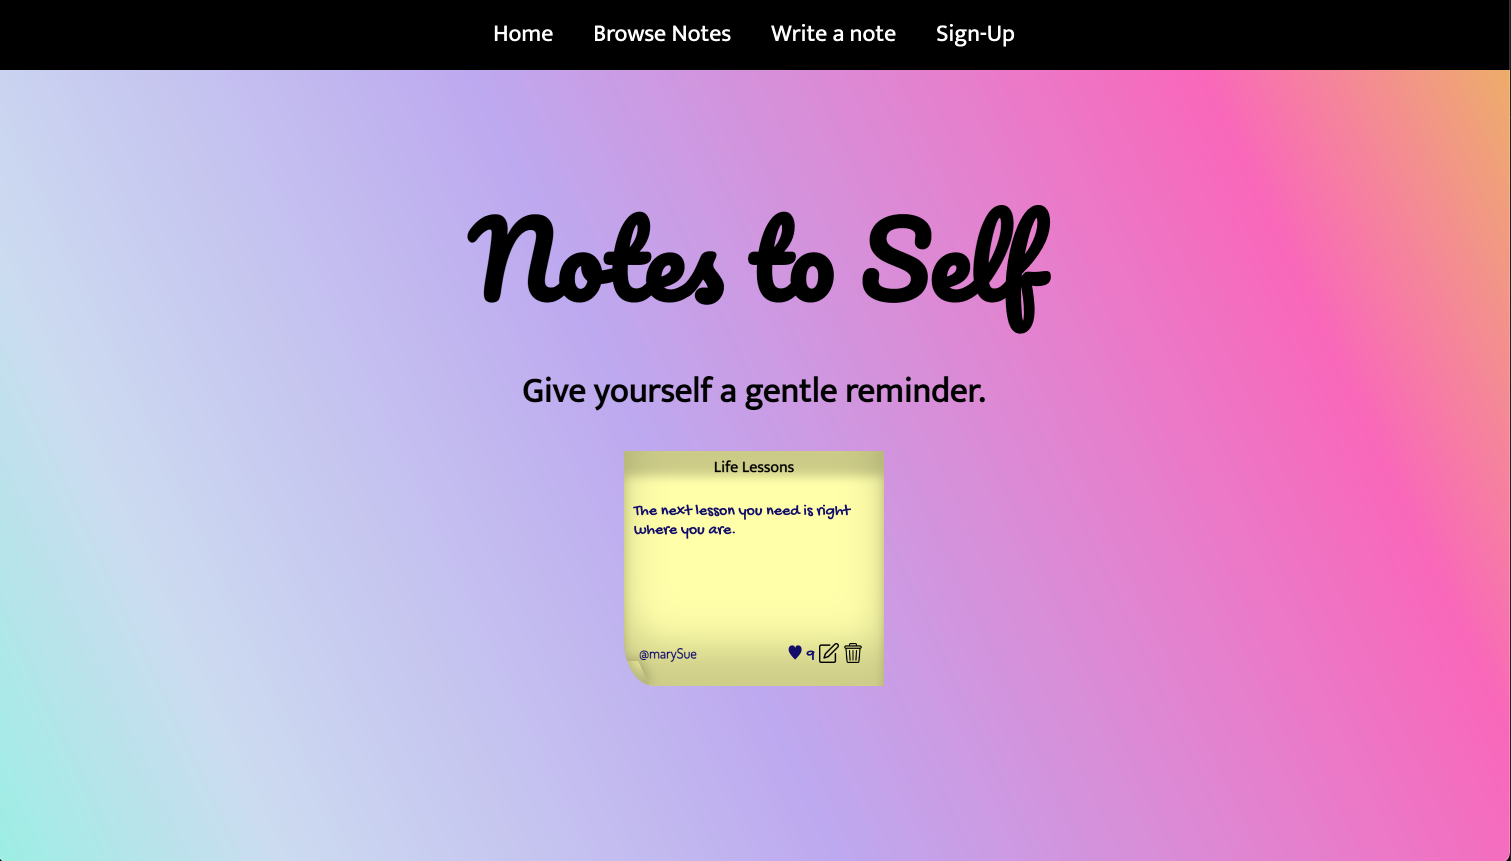 Home Browse Notes Write a note Sign-Up
Notes to Self
Give yourself a gentle reminder.
Life Lessons
The next lesson you need is right
where you are.
@marySue 9